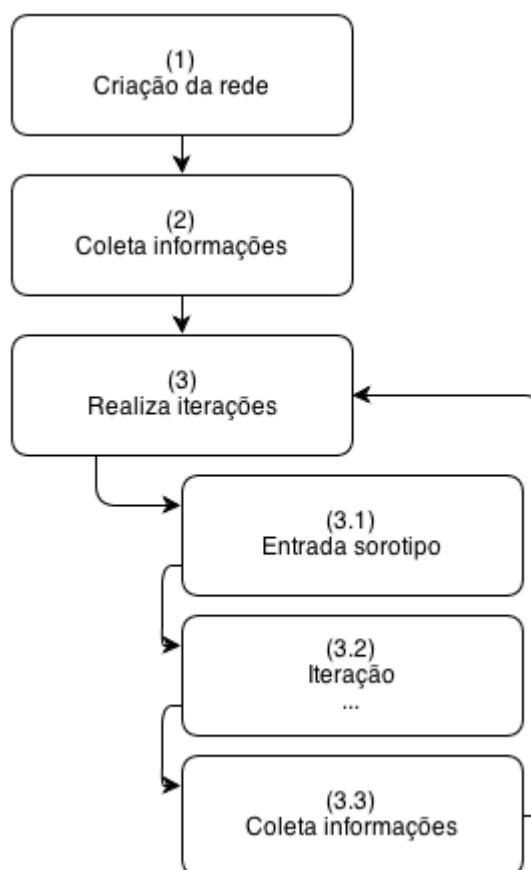 (1)
Criação da rede
(2)
Coleta informações
(3)
Realiza iterações
(3.1)
Entrada sorotipo
(3.2)
Iteração
...
(3.3)
Coleta informações